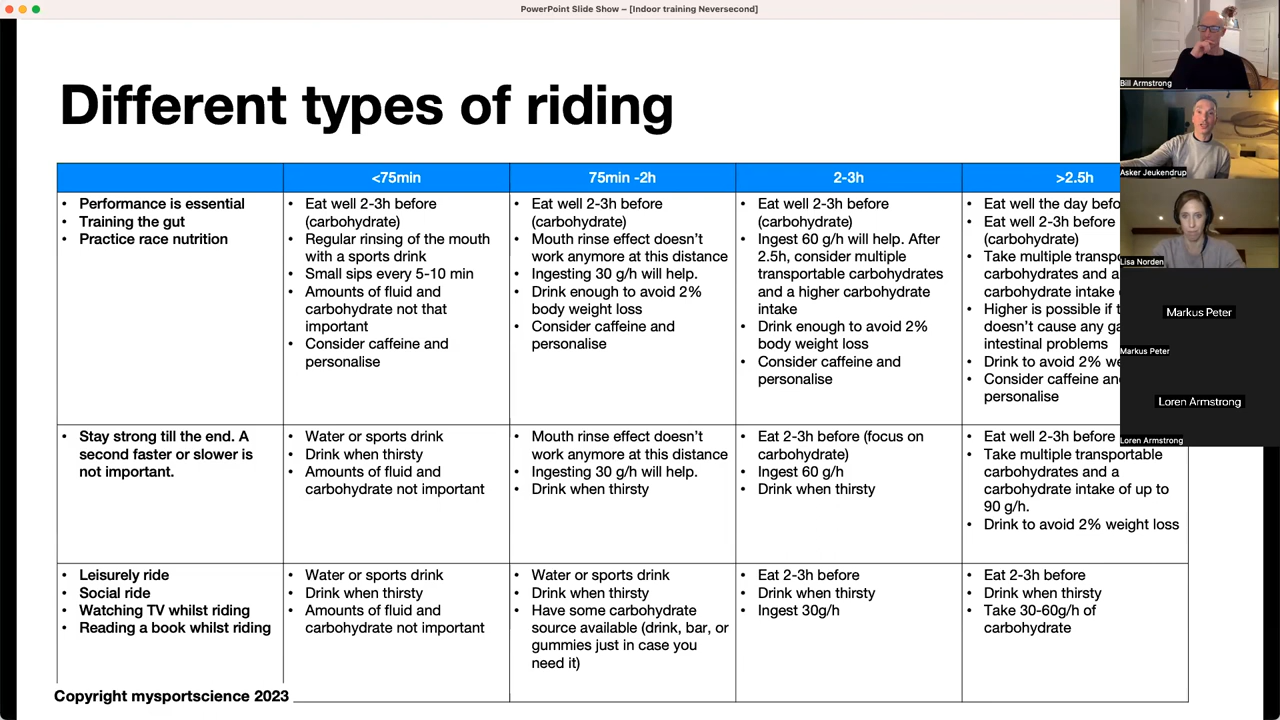 PowerPoint Slide Show – [Indoor training Neversecond]
Different types of riding
<75min
75min -2h
2-3h
>2.5h
• Performance is essential
• Training the gut
• Practice race nutrition
• Eat well 2-3h before
(carbohydrate)
• Regular rinsing of the mouth
with a sports drink
• Small sips every 5-10 min
• Amounts of fluid and
carbohydrate not that
important
• Consider caffeine and
personalise
• Eat well 2-3h before
(carbohydrate)
• Mouth rinse effect doesn't
work anymore at this distance
• Ingesting 30 g/h will help.
• Drink enough to avoid 2%
body weight loss
• Consider caffeine and
personalise
• Eat well 2-3h before
(carbohydrate)
• Ingest 60 g/h will help. After
2.5h, consider multiple
transportable carbohydrates
and a higher carbohydrate
intake
• Drink enough to avoid 2%
body weight loss
• Consider caffeine and
personalise
• Eat well the day
• Eat well 2-3h before
(carbohydrate)
• Take multiple
carbohydrates and a
carbohydrate intake
• Higher is possible if
doesn't cause any
intestinal problems
• Drink to avoid 2%
• Consider caffeine
personalise
• Stay strong till the end. A
second faster or slower is
not important.
• Water or sports drink
• Drink when thirsty
• Amounts of fluid and
carbohydrate not important
• Mouth rinse effect doesn't
work anymore at this distance
• Ingesting 30 g/h will help.
• Drink when thirsty
• Eat 2-3h before (focus on
carbohydrate)
• Ingest 60 g/h
• Drink when thirsty
• Eat well 2-3h before
• Take multiple transportable
carbohydrates and a
carbohydrate intake of up to
90 g/h.
• Drink to avoid 2% weight loss
• Leisurely ride
• Social ride
• Watching TV whilst riding
• Reading a book whilst riding
• Water or sports drink
• Drink when thirsty
• Amounts of fluid and
carbohydrate not important
• Water or sports drink
• Drink when thirsty
• Have some carbohydrate
source available (drink, bar, or
gummies just in case you
need it)
• Eat 2-3h before
• Drink when thirsty
• Ingest 30g/h
• Eat 2-3h before
• Drink when thirsty
• Take 30-60g/h of
carbohydrate
Copyright mysportscience 2023
Bill Armstrong
Asker Jeukendrup
Lisa Norden
Markus Peter
Markus Peter
Loren Armstrong
Loren Armstrong